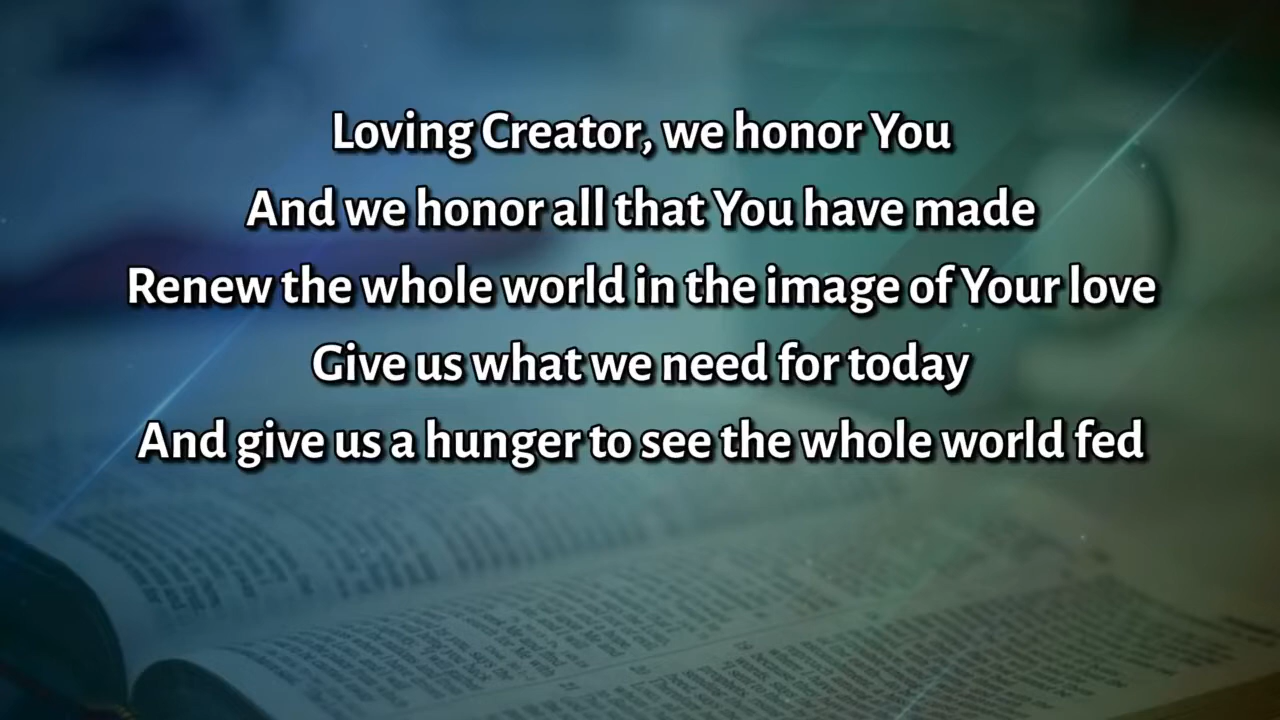 Loving Creator, we honor You
And we honor all that You have made
Renew the whole world in the image of Your love
Give us what we need for today
And give us a hunger to see the whole world fed